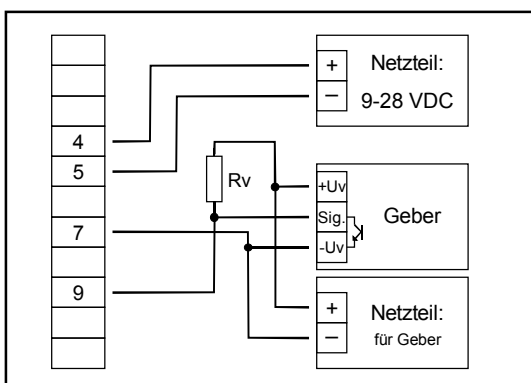 4
5
7
9
+
–
Netzteil:
9-28 VDC
Rv
+Uv
Sig.
-Uv
Geber
+
–
Netzteil:
für Geber